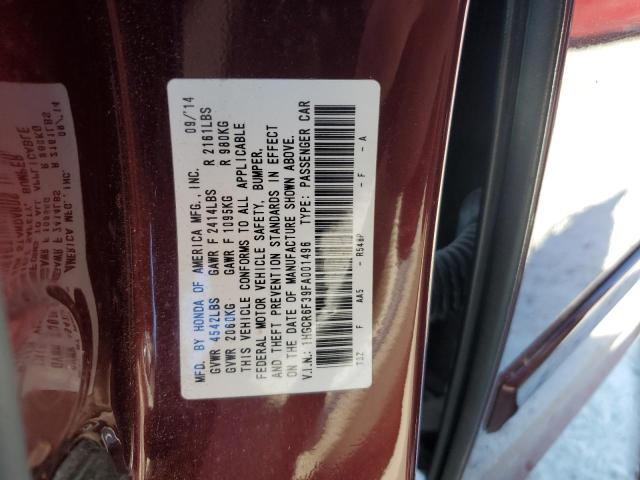 MFD. BY HONDA OF AMERICA MFG., INC. 09/14
GVWR 4542LBS GAWR F 2414LBS R 2161LBS
GVWR 2060KG GAWR F 1095KG R 980KG
THIS VEHICLE CONFORMS TO ALL APPLICABLE
FEDERAL MOTOR VEHICLE SAFETY, BUMPER,
AND THEFT PREVENTION STANDARDS IN EFFECT
ON THE DATE OF MANUFACTURE SHOWN ABOVE.
V.I.N.: 1HGCR6F39FA001496 TYPE: PASSENGER CAR
F AA5 - R548P - F - A